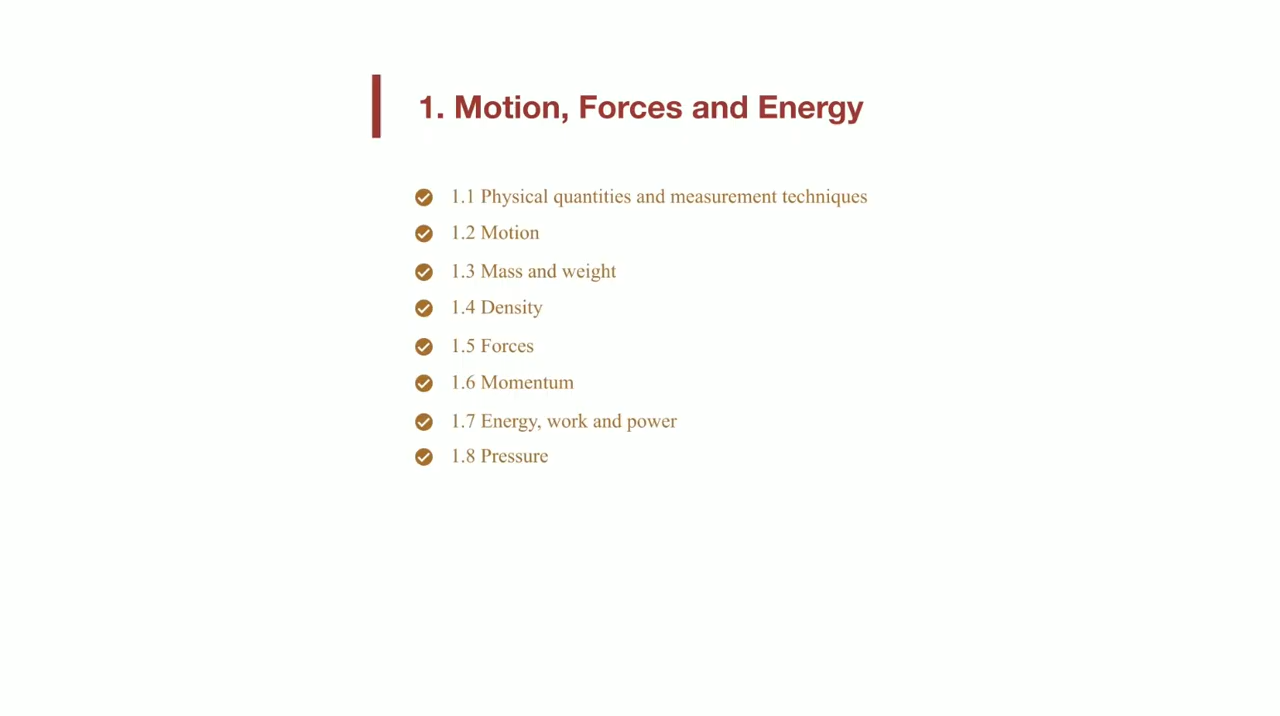 1. Motion, Forces and Energy
1.1 Physical quantities and measurement techniques
1.2 Motion
1.3 Mass and weight
1.4 Density
1.5 Forces
1.6 Momentum
1.7 Energy, work and power
1.8 Pressure